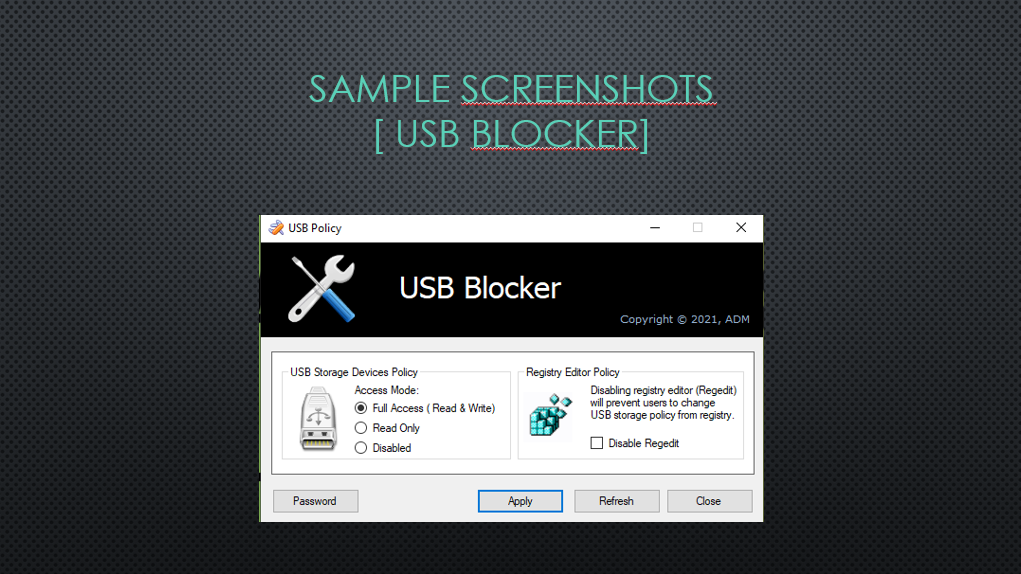 SAMPLE SCREENSHOTS
[ USB BLOCKER]
USB Policy
USB Blocker
Copyright © 2021, ADM
USB Storage Devices Policy
Access Mode:
Full Access ( Read & Write)
Read Only
Disabled
Registry Editor Policy
Disabling registry editor (Regedit)
will prevent users to change
USB storage policy from registry.
Disable Regedit
Password
Apply
Refresh
Close